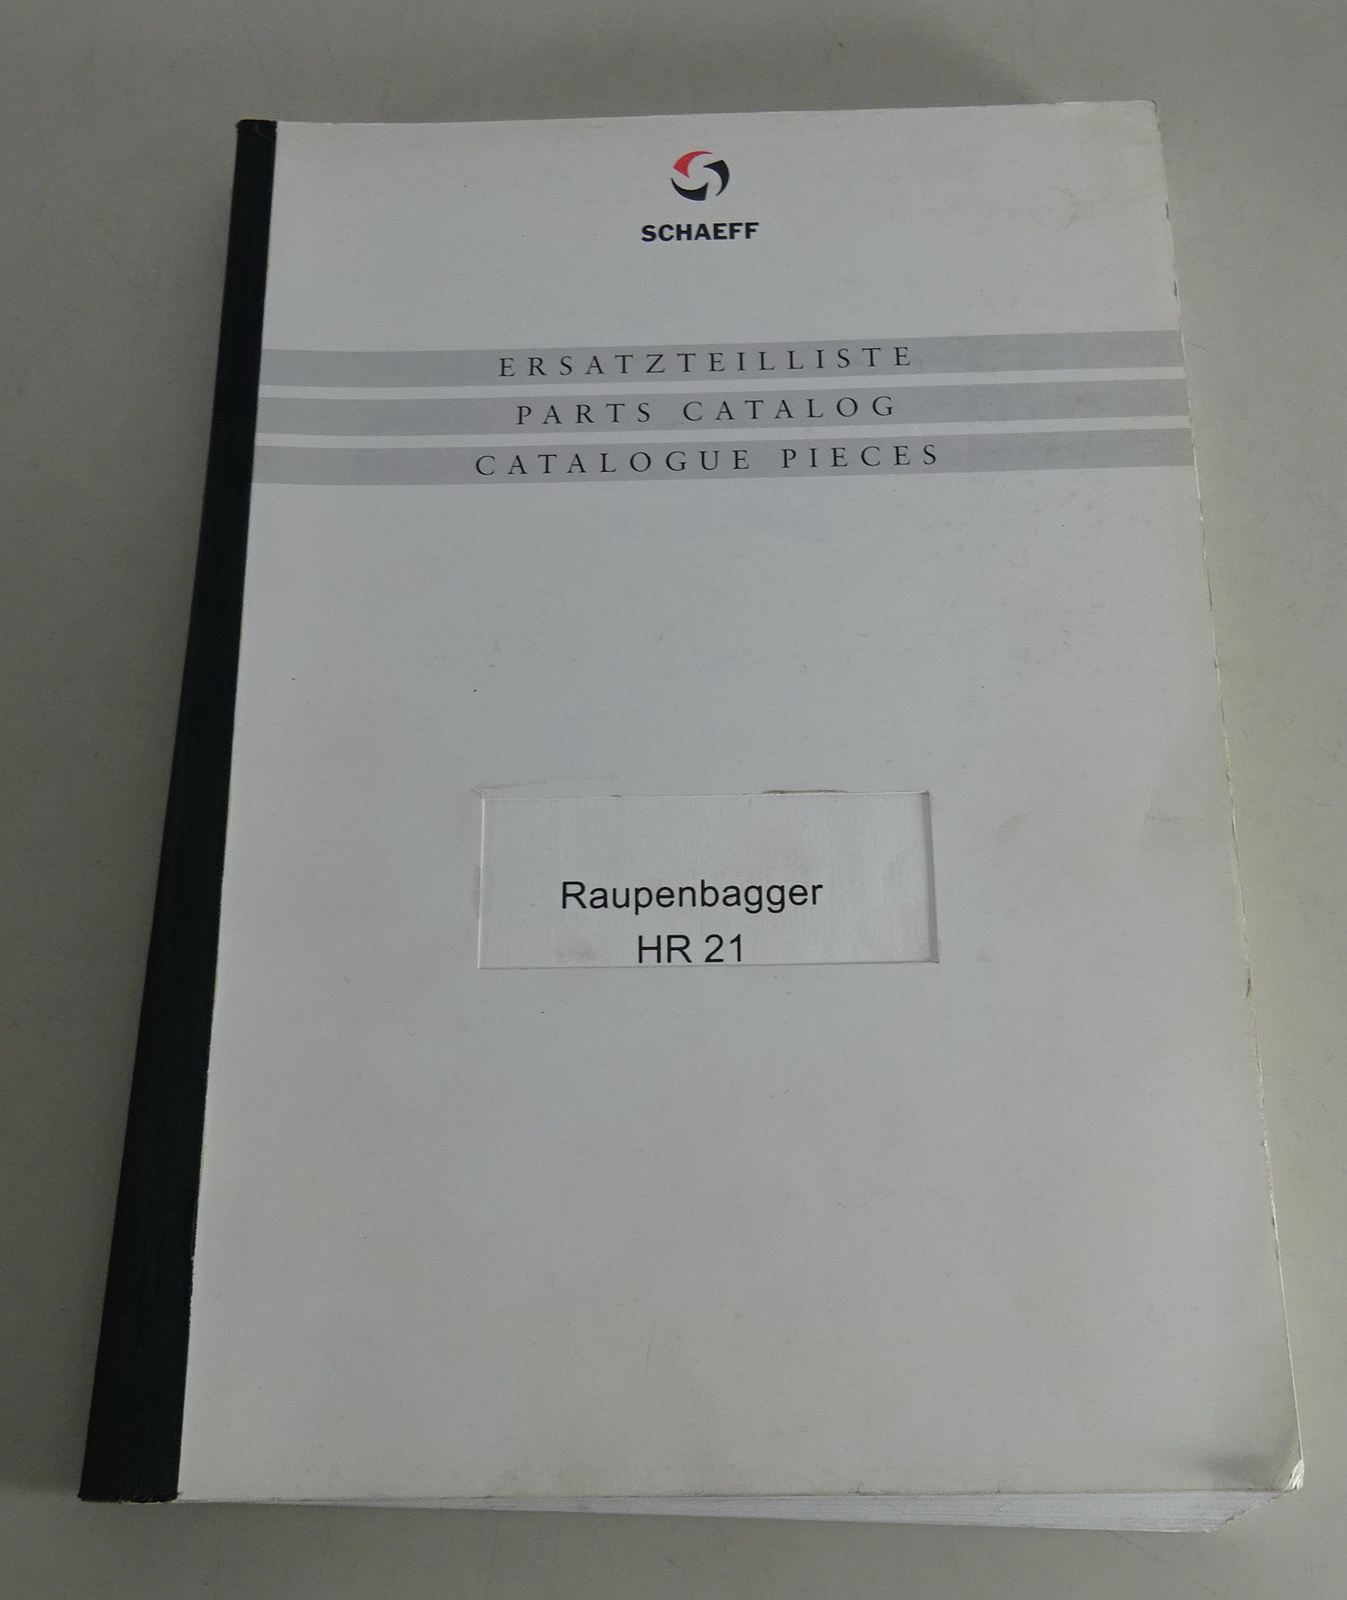 SCHAEFF
ERSATZTEILLISTE
PARTS CATALOG
CATALOGUE PIECES
Raupenbagger
HR 21